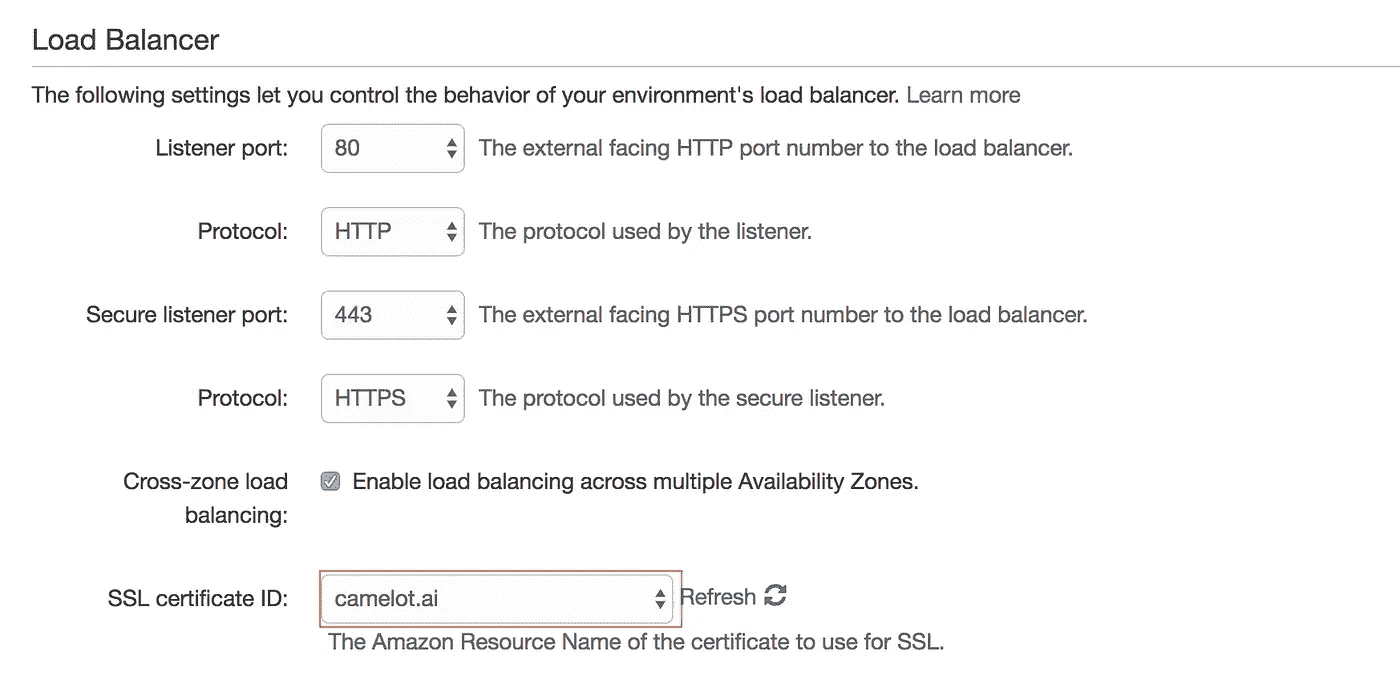 Load Balancer
The following settings let you control the behavior of your environment's load balancer. Learn more
Listener port: 80 The external facing HTTP port number to the load balancer.
Protocol: HTTP The protocol used by the listener.
Secure listener port: 443 The external facing HTTPS port number to the load balancer.
Protocol: HTTPS The protocol used by the secure listener.
Cross-zone load Enable load balancing across multiple Availability Zones.
balancing:
SSL certificate ID: camelot.ai Refresh
The Amazon Resource Name of the certificate to use for SSL.